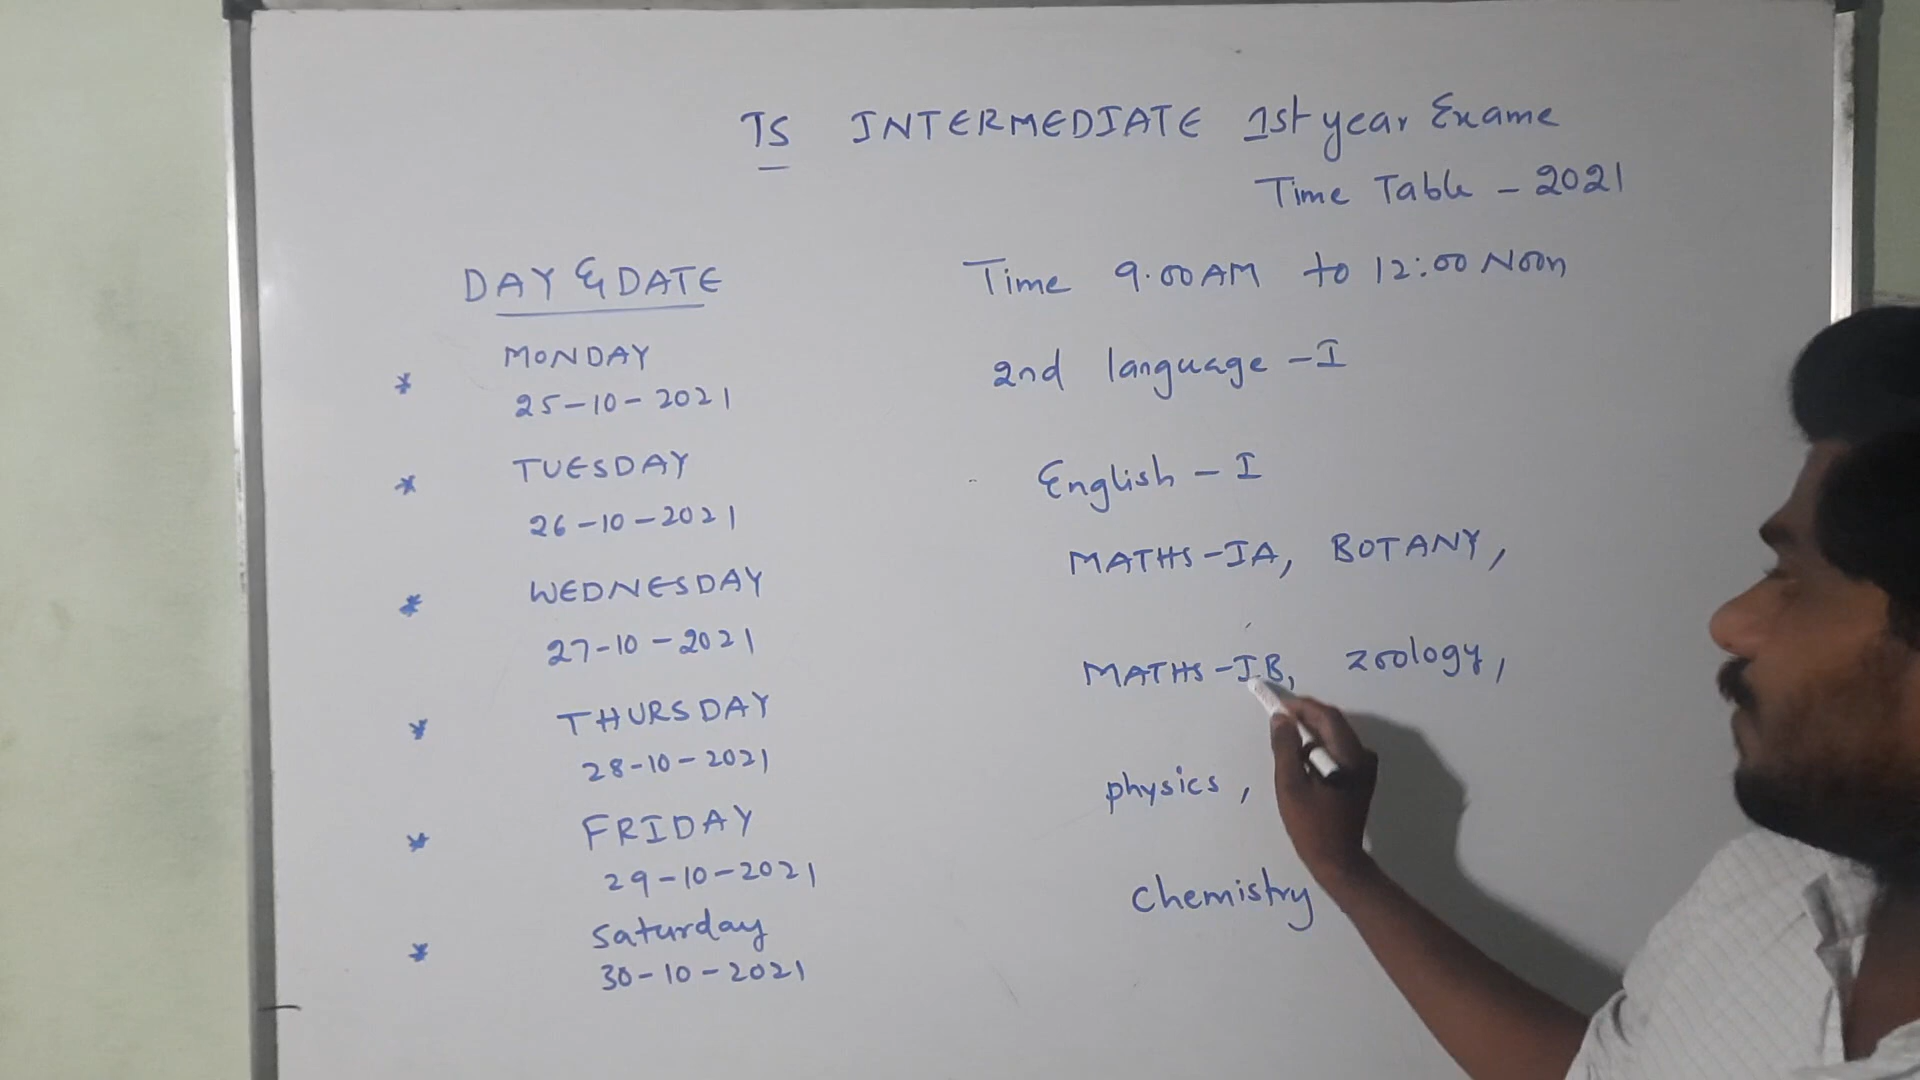 TS INTERMEDIATE 1st year Exame
Time Table - 2021
DAY & DATE
Time 9.00AM to 12:00 Noon
* MONDAY
25-10-2021
2nd language - I
* TUESDAY
26-10-2021
English - I
* WEDNESDAY
27-10-2021
MATHS-IA, BOTANY,
* THURSDAY
28-10-2021
MATHS-IB, zoology,
* FRIDAY
29-10-2021
physics,
* Saturday
30-10-2021
chemistry